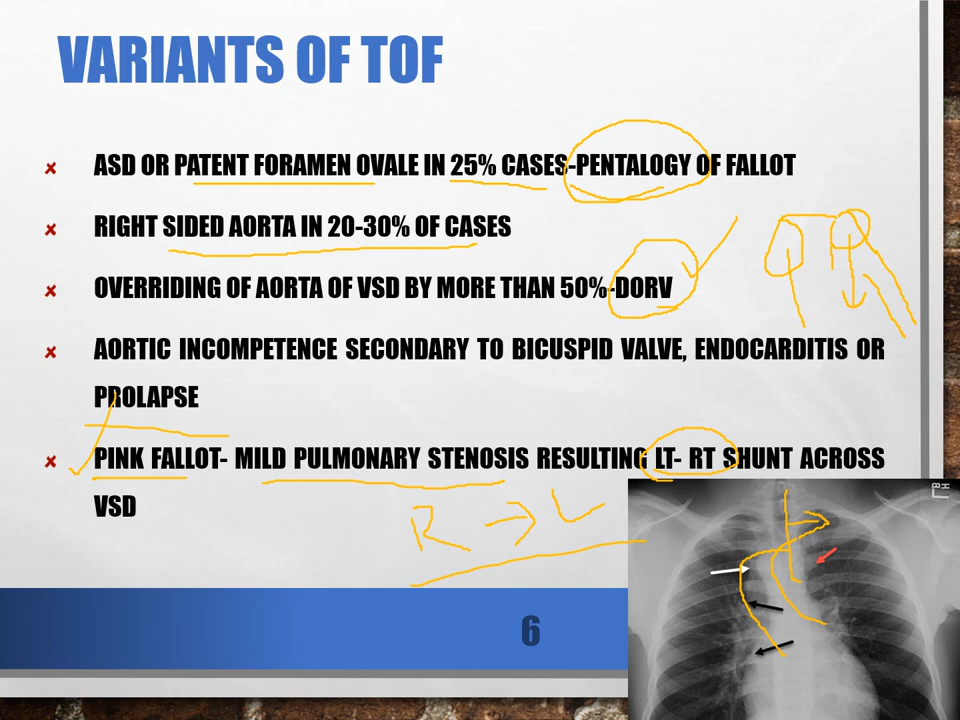 VARIANTS OF TOF
ASD OR PATENT FORAMEN OVALE IN 25% CASES-PENTALOGY OF FALLOT
RIGHT SIDED AORTA IN 20-30% OF CASES
OVERRIDING OF AORTA OF VSD BY MORE THAN 50%-DORV
AORTIC INCOMPETENCE SECONDARY TO BICUSPID VALVE, ENDOCARDITIS OR
PROLAPSE
PINK FALLOT- MILD PULMONARY STENOSIS RESULTING LT- RT SHUNT ACROSS
VSD
R → L
6